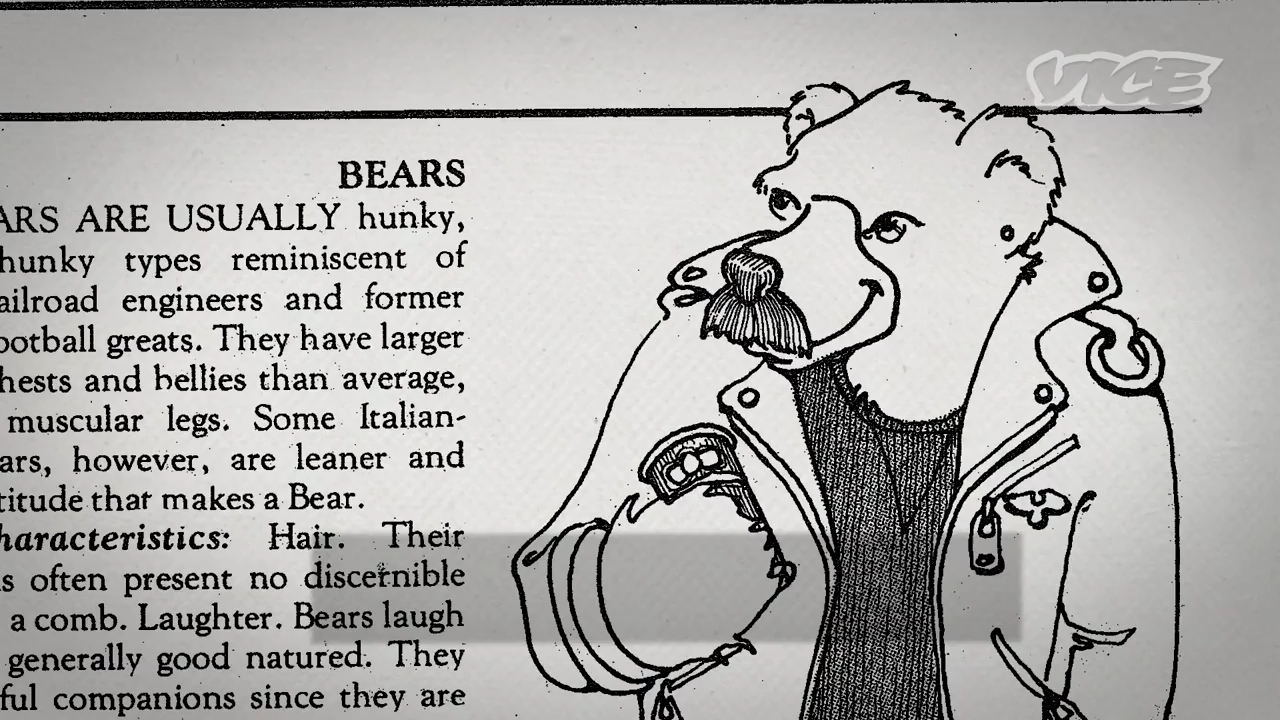 VICE
BEARS
ARS ARE USUALLY hunky,
hunky types reminiscent of
ailroad engineers and former
ootball greats. They have larger
hests and bellies than average,
muscular legs. Some Italian-
ars, however, are leaner and
titude that makes a Bear.
haracteristics: Hair. Their
s often present no discernible
a comb. Laughter. Bears laugh
generally good natured. They
ful companions since they are